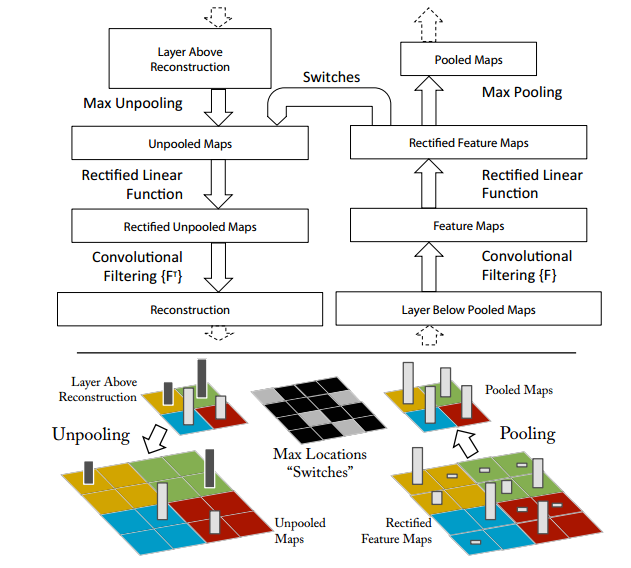 Layer Above
Reconstruction
Pooled Maps
Switches
Max Unpooling
Max Pooling
Unpooled Maps
Rectified Feature Maps
Rectified Linear
Function
Rectified Linear
Function
Rectified Unpooled Maps
Feature Maps
Convolutional
Filtering {Fᵀ}
Convolutional
Filtering {F}
Reconstruction
Layer Below Pooled Maps
Layer Above
Reconstruction
Pooled Maps
Unpooling
Max Locations
“Switches”
Pooling
Unpooled
Maps
Rectified
Feature Maps